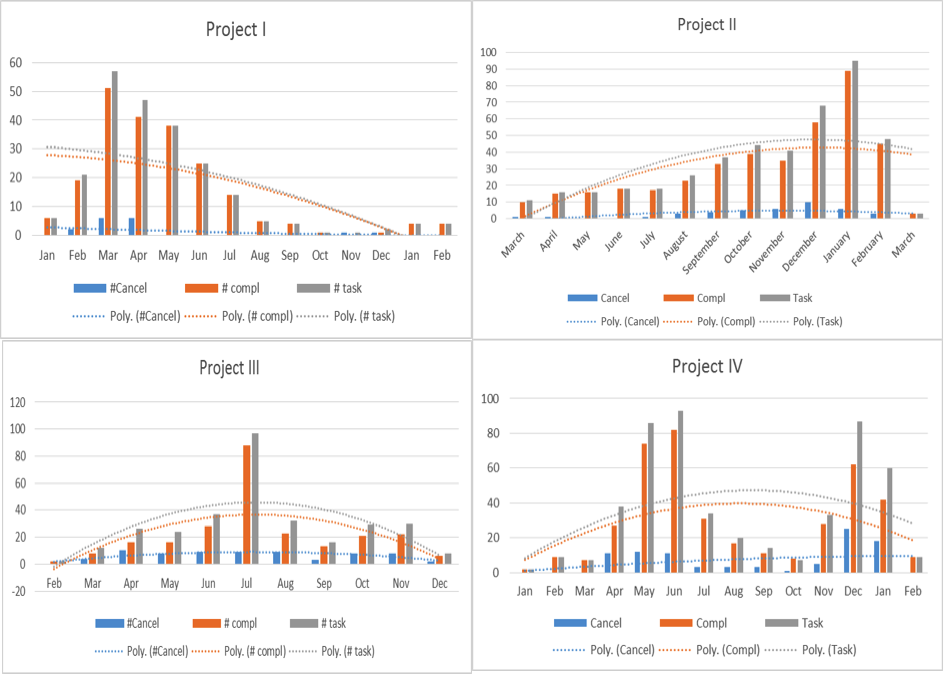 Project I
60
50
40
30
20
10
0
Jan Feb Mar Apr May Jun Jul Aug Sep Oct Nov Dec Jan Feb
#Cancel # compl # task
Poly. (#Cancel) Poly. (# compl) Poly. (# task)
Project II
100
90
80
70
60
50
40
30
20
10
0
March April May June July August September October November December January February March
Cancel Compl Task
Poly. (Cancel) Poly. (Compl) Poly. (Task)
Project III
120
100
80
60
40
20
0
-20
Feb Mar Apr May Jun Jul Aug Sep Oct Nov Dec
#Cancel # compl # task
Poly. (#Cancel) Poly. (# compl) Poly. (# task)
Project IV
100
80
60
40
20
0
Jan Feb Mar Apr May Jun Jul Aug Sep Oct Nov Dec Jan Feb
Cancel Compl Task
Poly. (Cancel) Poly. (Compl) Poly. (Task)